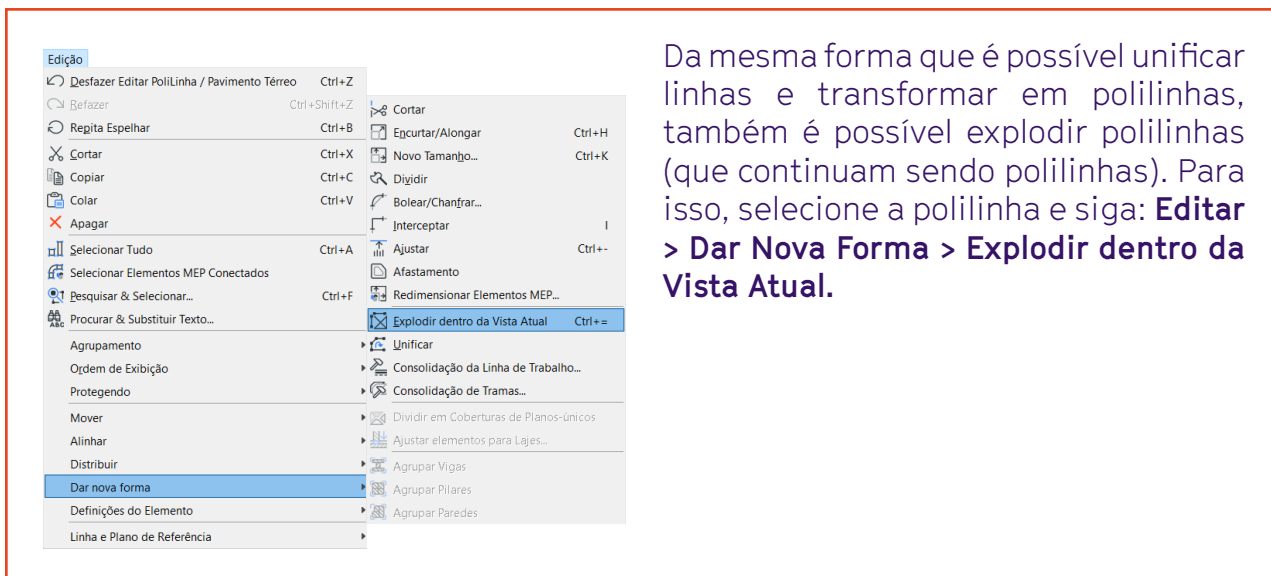 Edição
Desfazer Editar PoliLinha / Pavimento Térreo Ctrl+Z
Refazer Ctrl+Shift+Z
Repita Espelhar Ctrl+B
Cortar Ctrl+X
Copiar Ctrl+C
Colar Ctrl+V
Apagar
Selecionar Tudo Ctrl+A
Selecionar Elementos MEP Conectados
Pesquisar & Selecionar... Ctrl+F
Procurar & Substituir Texto...
Agrupamento
Ordem de Exibição
Protegendo
Mover
Alinhar
Distribuir
Dar nova forma
Definições do Elemento
Linha e Plano de Referência
Cortar
Encurtar/Alongar Ctrl+H
Novo Tamanho... Ctrl+K
Dividir
Bolear/Chanfrar...
Interceptar I
Ajustar Ctrl+-
Afastamento
Redimensionar Elementos MEP...
Explodir dentro da Vista Atual Ctrl+=
Unificar
Consolidação da Linha de Trabalho...
Consolidação de Tramas...
Dividir em Coberturas de Planos-únicos
Ajustar elementos para Lajes...
Agrupar Vigas
Agrupar Pilares
Agrupar Paredes
Da mesma forma que é possível unificar
linhas e transformar em polilinhas,
também é possível explodir polilinhas
(que continuam sendo polilinhas). Para
isso, selecione a polilinha e siga: Editar
> Dar Nova Forma > Explodir dentro da
Vista Atual.